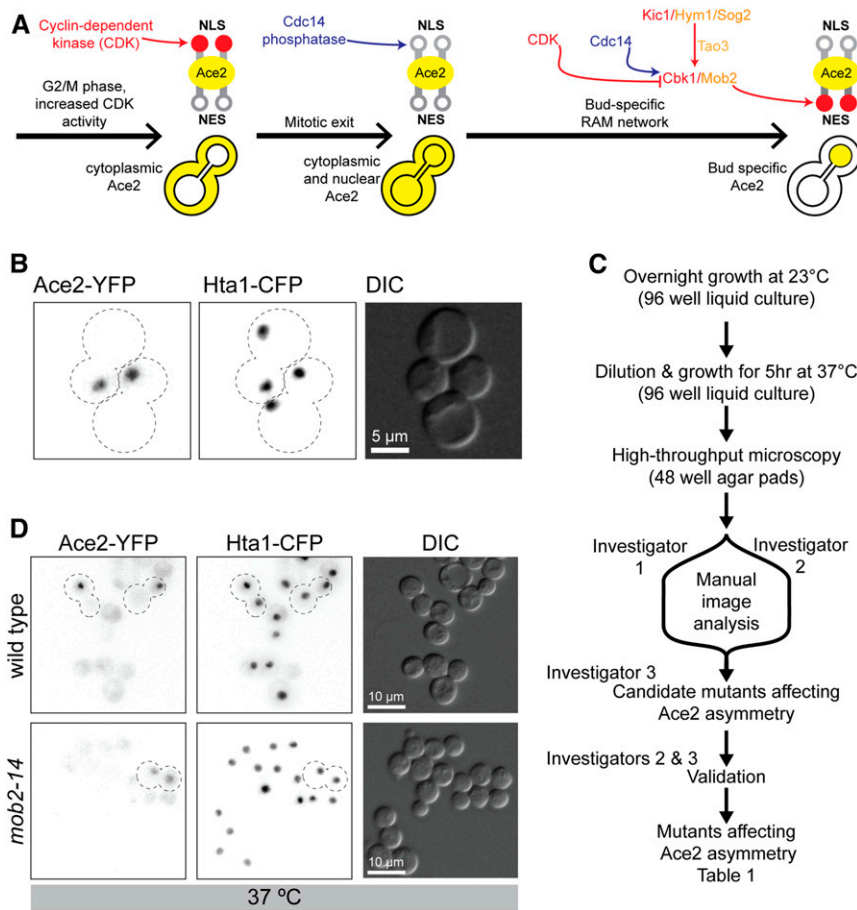 A
Cyclin-dependent
kinase (CDK)
NLS
Ace2
NES
G2/M phase,
increased CDK
activity
cytoplasmic
Ace2
Cdc14
phosphatase
NLS
Ace2
NES
Mitotic exit
cytoplasmic
and nuclear
Ace2
CDK
Cdc14
Kic1/Hym1/Sog2
Tao3
Cbk1/Mob2
Bud-specific
RAM network
NLS
Ace2
NES
Bud specific
Ace2
B
Ace2-YFP
Hta1-CFP
DIC
5 µm
C
Overnight growth at 23°C
(96 well liquid culture)
Dilution & growth for 5hr at 37°C
(96 well liquid culture)
High-throughput microscopy
(48 well agar pads)
Investigator
1
Investigator
2
Manual
image
analysis
Investigator 3
Candidate mutants affecting
Ace2 asymmetry
Investigators 2 & 3
Validation
Mutants affecting
Ace2 asymmetry
Table 1
D
Ace2-YFP
Hta1-CFP
DIC
wild type
10 µm
mob2-14
10 µm
37 ºC